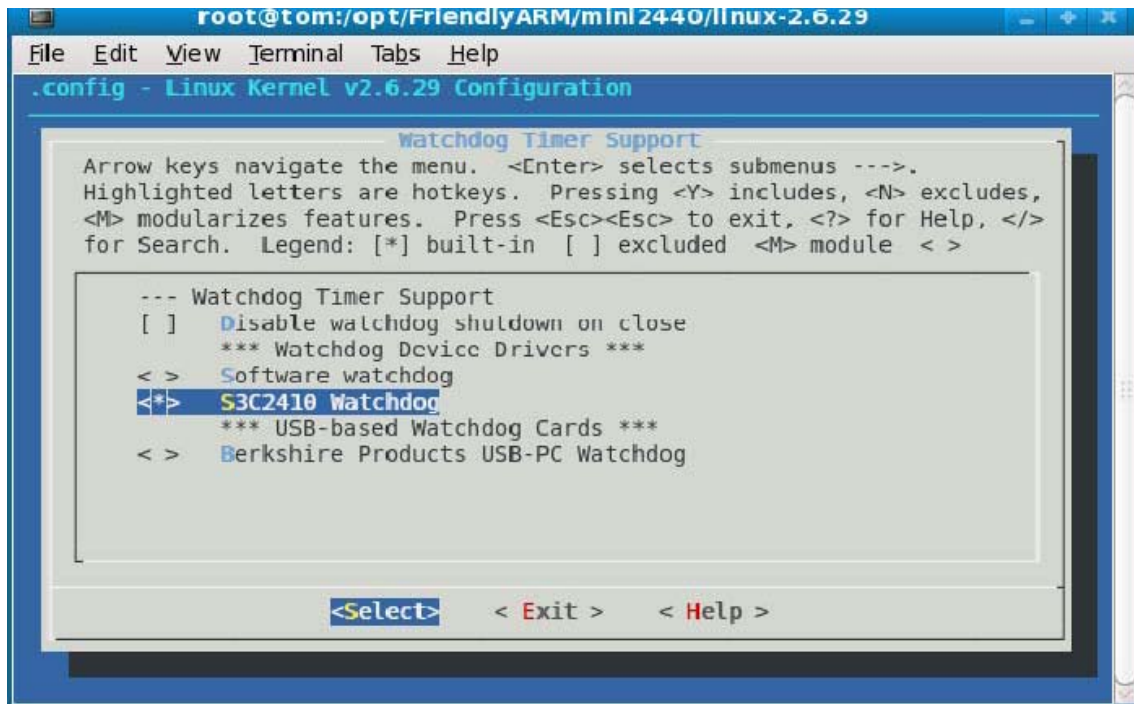 root@tom:/opt/FriendlyARM/mini2440/linux-2.6.29
File Edit View Terminal Tabs Help
.config - Linux Kernel v2.6.29 Configuration
Watchdog Timer Support
Arrow keys navigate the menu. <Enter> selects submenus --->.
Highlighted letters are hotkeys. Pressing <Y> includes, <N> excludes,
<M> modularizes features. Press <Esc><Esc> to exit, <?> for Help, </>
for Search. Legend: [*] built-in [ ] excluded <M> module < >
--- Watchdog Timer Support
[ ] Disable watchdog shutdown on close
*** Watchdog Device Drivers ***
< > Software watchdog
<*> S3C2410 Watchdog
*** USB-based Watchdog Cards ***
< > Berkshire Products USB-PC Watchdog
<Select> < Exit > < Help >